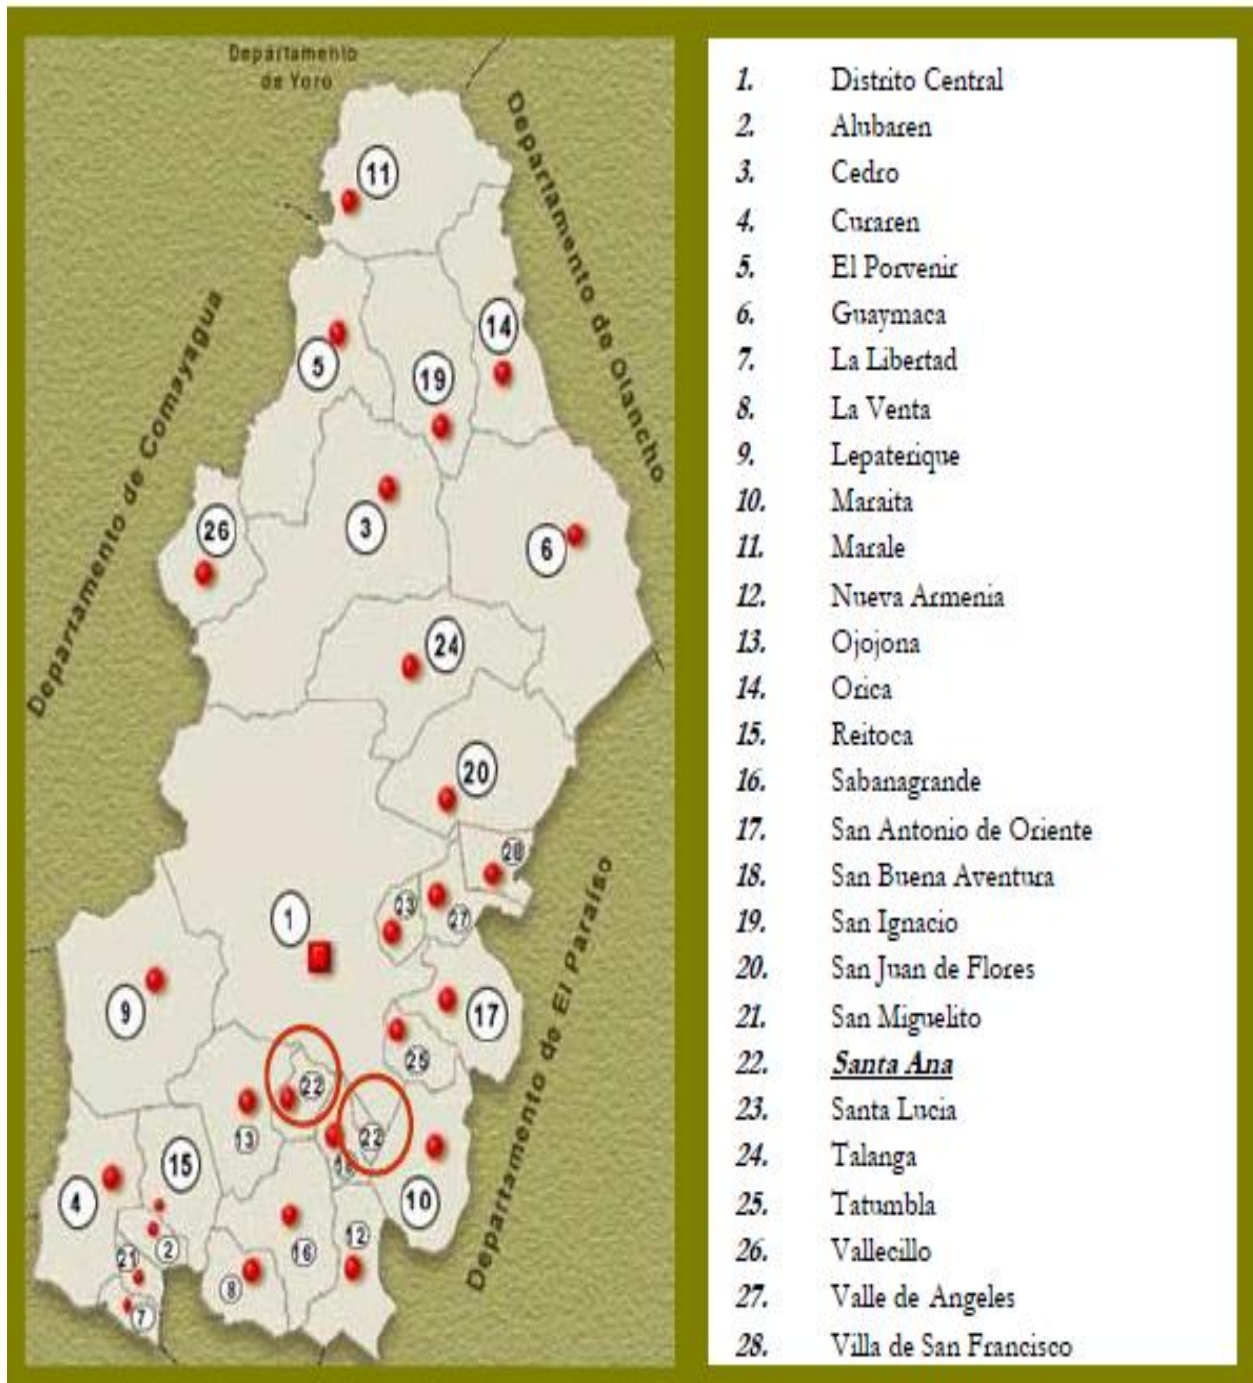 Departamento
de Yoro
Departamento de Olancho
Departamento de Comayagua
Departamento de El Paraíso
11
14
5
19
26
3
6
24
20
28
23
27
1
9
17
25
22
22
13
18
15
4
10
2
12
16
21
8
7
1. Distrito Central
2. Alubaren
3. Cedro
4. Curaren
5. El Porvenir
6. Guaymaca
7. La Libertad
8. La Venta
9. Lepaterique
10. Maraita
11. Marale
12. Nueva Armenia
13. Ojojona
14. Orica
15. Reitoca
16. Sabanagrande
17. San Antonio de Oriente
18. San Buena Aventura
19. San Ignacio
20. San Juan de Flores
21. San Miguelito
22. Santa Ana
23. Santa Lucia
24. Talanga
25. Tatumbla
26. Vallecillo
27. Valle de Angeles
28. Villa de San Francisco